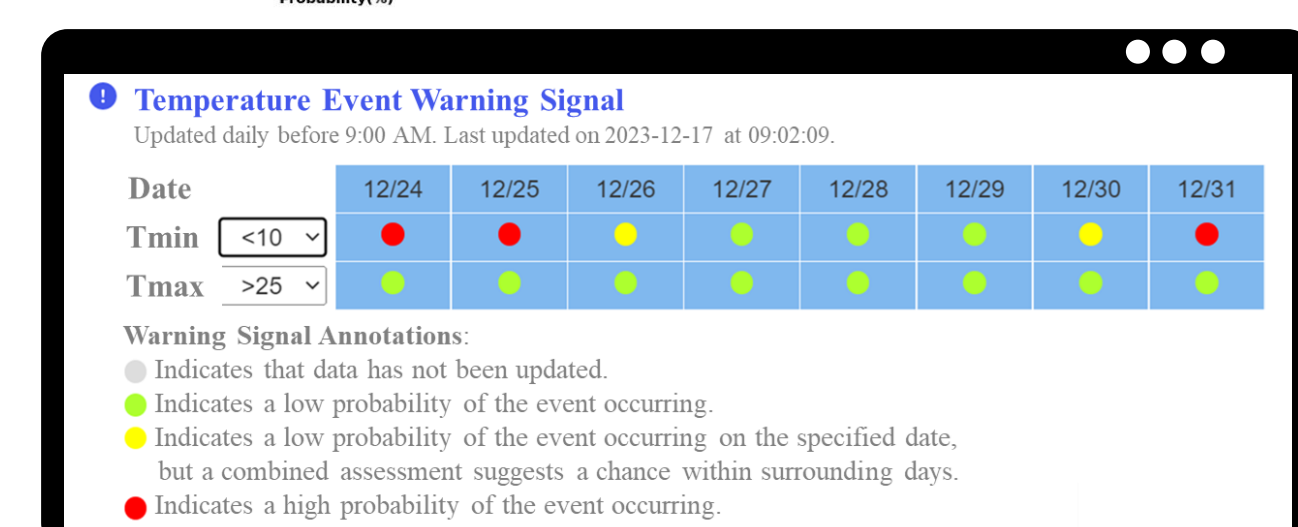 Probability(%)
! Temperature Event Warning Signal
Updated daily before 9:00 AM. Last updated on 2023-12-17 at 09:02:09.
Date 12/24 12/25 12/26 12/27 12/28 12/29 12/30 12/31
Tmin <10
Tmax >25
Warning Signal Annotations:
Indicates that data has not been updated.
Indicates a low probability of the event occurring.
Indicates a low probability of the event occurring on the specified date,
but a combined assessment suggests a chance within surrounding days.
Indicates a high probability of the event occurring.